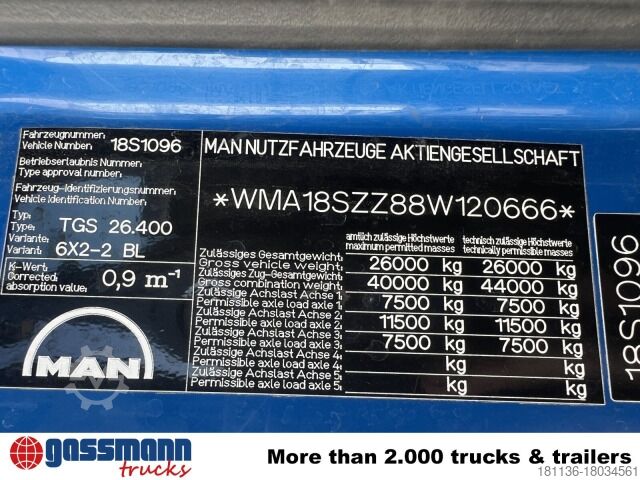 Fahrzeugnummer:
Vehicle Number: 18S1096
Betriebserlaubnis Nummer:
Type approval number:
Fahrzeug-Identifizierungsnummer:
Vehicle Identification Number:
Typ:
Type: TGS 26.400
Variante:
Variant: 6X2-2 BL
K-Wert:
Corrected absorption value: 0,9 m⁻¹
MAN
MAN NUTZFAHRZEUGE AKTIENGESELLSCHAFT
*WMA18SZZ88W120666*
amtlich zulässige Höchstwerte technisch zulässige Höchstwerte
maximum permitted masses technically permissible masses
Zulässiges Gesamtgewicht:
Gross vehicle weight: 26000 kg 26000 kg
Zulässiges Zug-Gesamtgewicht:
Gross combination weight: 40000 kg 44000 kg
Zulässige Achslast Achse 1:
Permissible axle load axle 1: 7500 kg 7500 kg
Zulässige Achslast Achse 2:
Permissible axle load axle 2: 11500 kg 11500 kg
Zulässige Achslast Achse 3:
Permissible axle load axle 3: 7500 kg 7500 kg
Zulässige Achslast Achse 4:
Permissible axle load axle 4: kg kg
Zulässige Achslast Achse 5:
Permissible axle load axle 5: kg kg
18S1096
gassmann
trucks
More than 2.000 trucks & trailers
181136-18034561